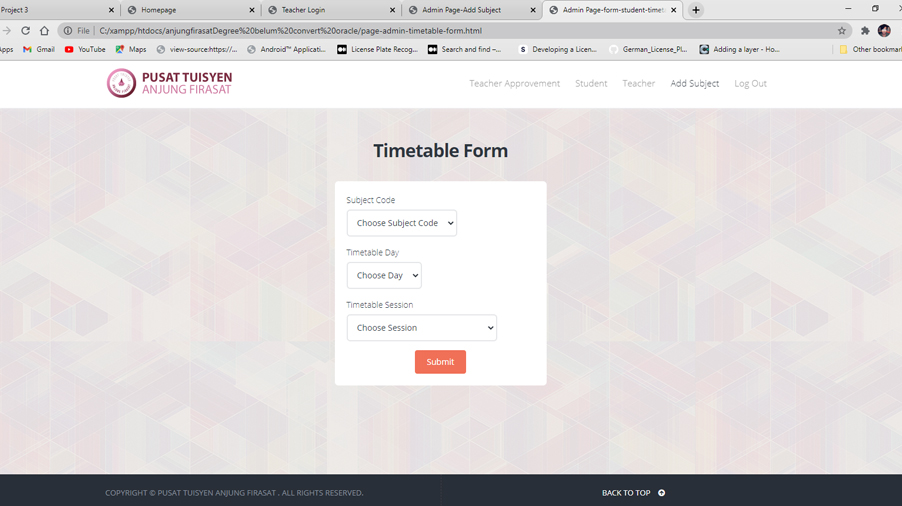 Project 3
Homepage
Teacher Login
Admin Page-Add Subject
Admin Page-form-student-timeta
File
C:/xampp/htdocs/anjungfirasatDegree%20belum%20convert%20oracle/page-admin-timetable-form.html
Apps
Gmail
YouTube
Maps
view-source:https://...
Android™ Applicati...
License Plate Recog...
Search and find –...
Developing a Licen...
German_License_Pl...
Adding a layer - Ho...
Other bookmar
PUSAT TUISYEN
ANJUNG FIRASAT
Teacher Approvement
Student
Teacher
Add Subject
Log Out
Timetable Form
Subject Code
Choose Subject Code
Timetable Day
Choose Day
Timetable Session
Choose Session
Submit
COPYRIGHT © PUSAT TUISYEN ANJUNG FIRASAT . ALL RIGHTS RESERVED.
BACK TO TOP